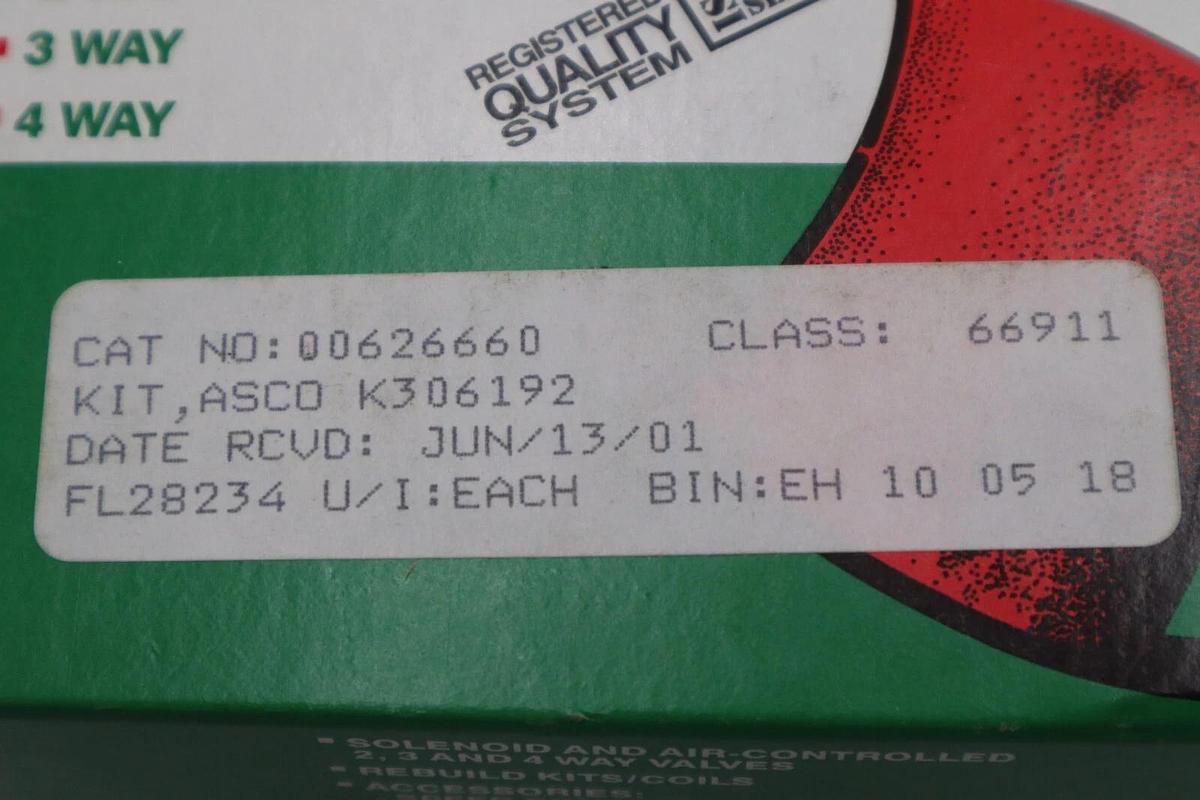 3 WAY
4 WAY
REGISTERED
QUALITY
SYSTEM
CAT NO:00626660 CLASS: 66911
KIT,ASCO K306192
DATE RCVD: JUN/13/01
FL28234 U/I:EACH BIN:EH 10 05 18
• SOLENOID AND AIR-CONTROLLED
2, 3 AND 4 WAY VALVES
• REBUILD KITS/COILS
• ACCESSORIES: